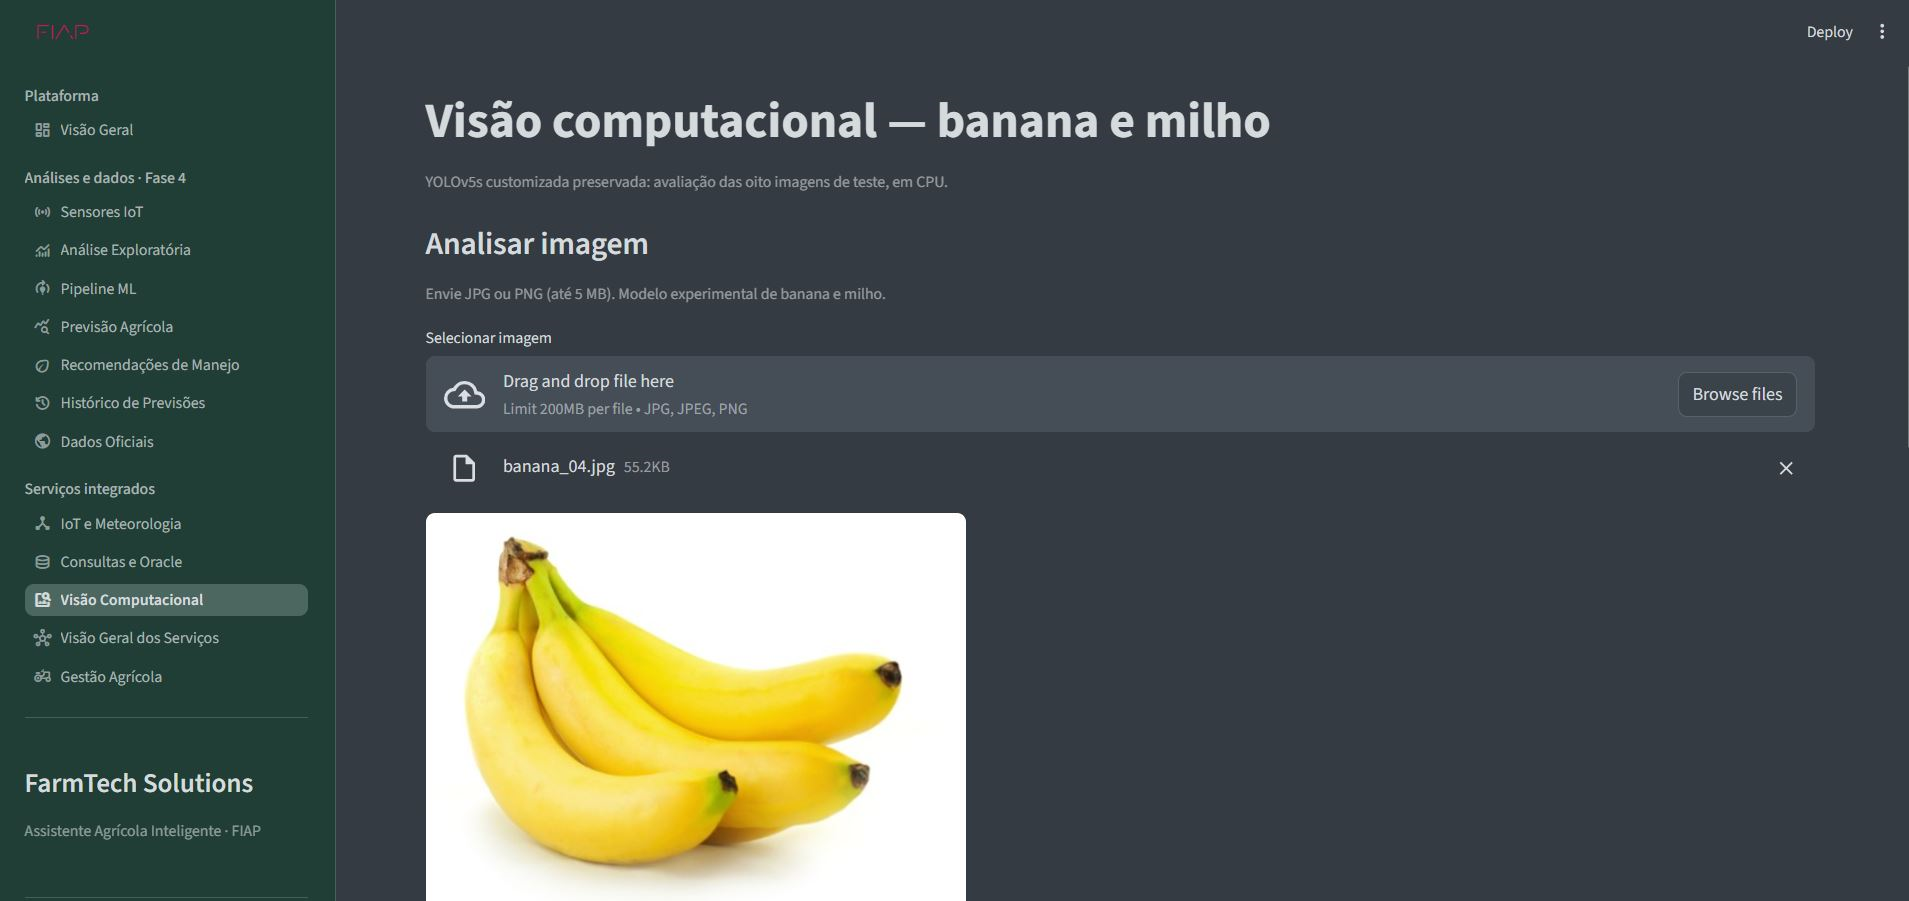 FIAP
Deploy
Plataforma
Visão Geral
Análises e dados · Fase 4
Sensores IoT
Análise Exploratória
Pipeline ML
Previsão Agrícola
Recomendações de Manejo
Histórico de Previsões
Dados Oficiais
Serviços integrados
IoT e Meteorologia
Consultas e Oracle
Visão Computacional
Visão Geral dos Serviços
Gestão Agrícola
FarmTech Solutions
Assistente Agrícola Inteligente · FIAP
Visão computacional — banana e milho
YOLOv5s customizada preservada: avaliação das oito imagens de teste, em CPU.
Analisar imagem
Envie JPG ou PNG (até 5 MB). Modelo experimental de banana e milho.
Selecionar imagem
Drag and drop file here
Limit 200MB per file • JPG, JPEG, PNG
Browse files
banana_04.jpg 55.2KB